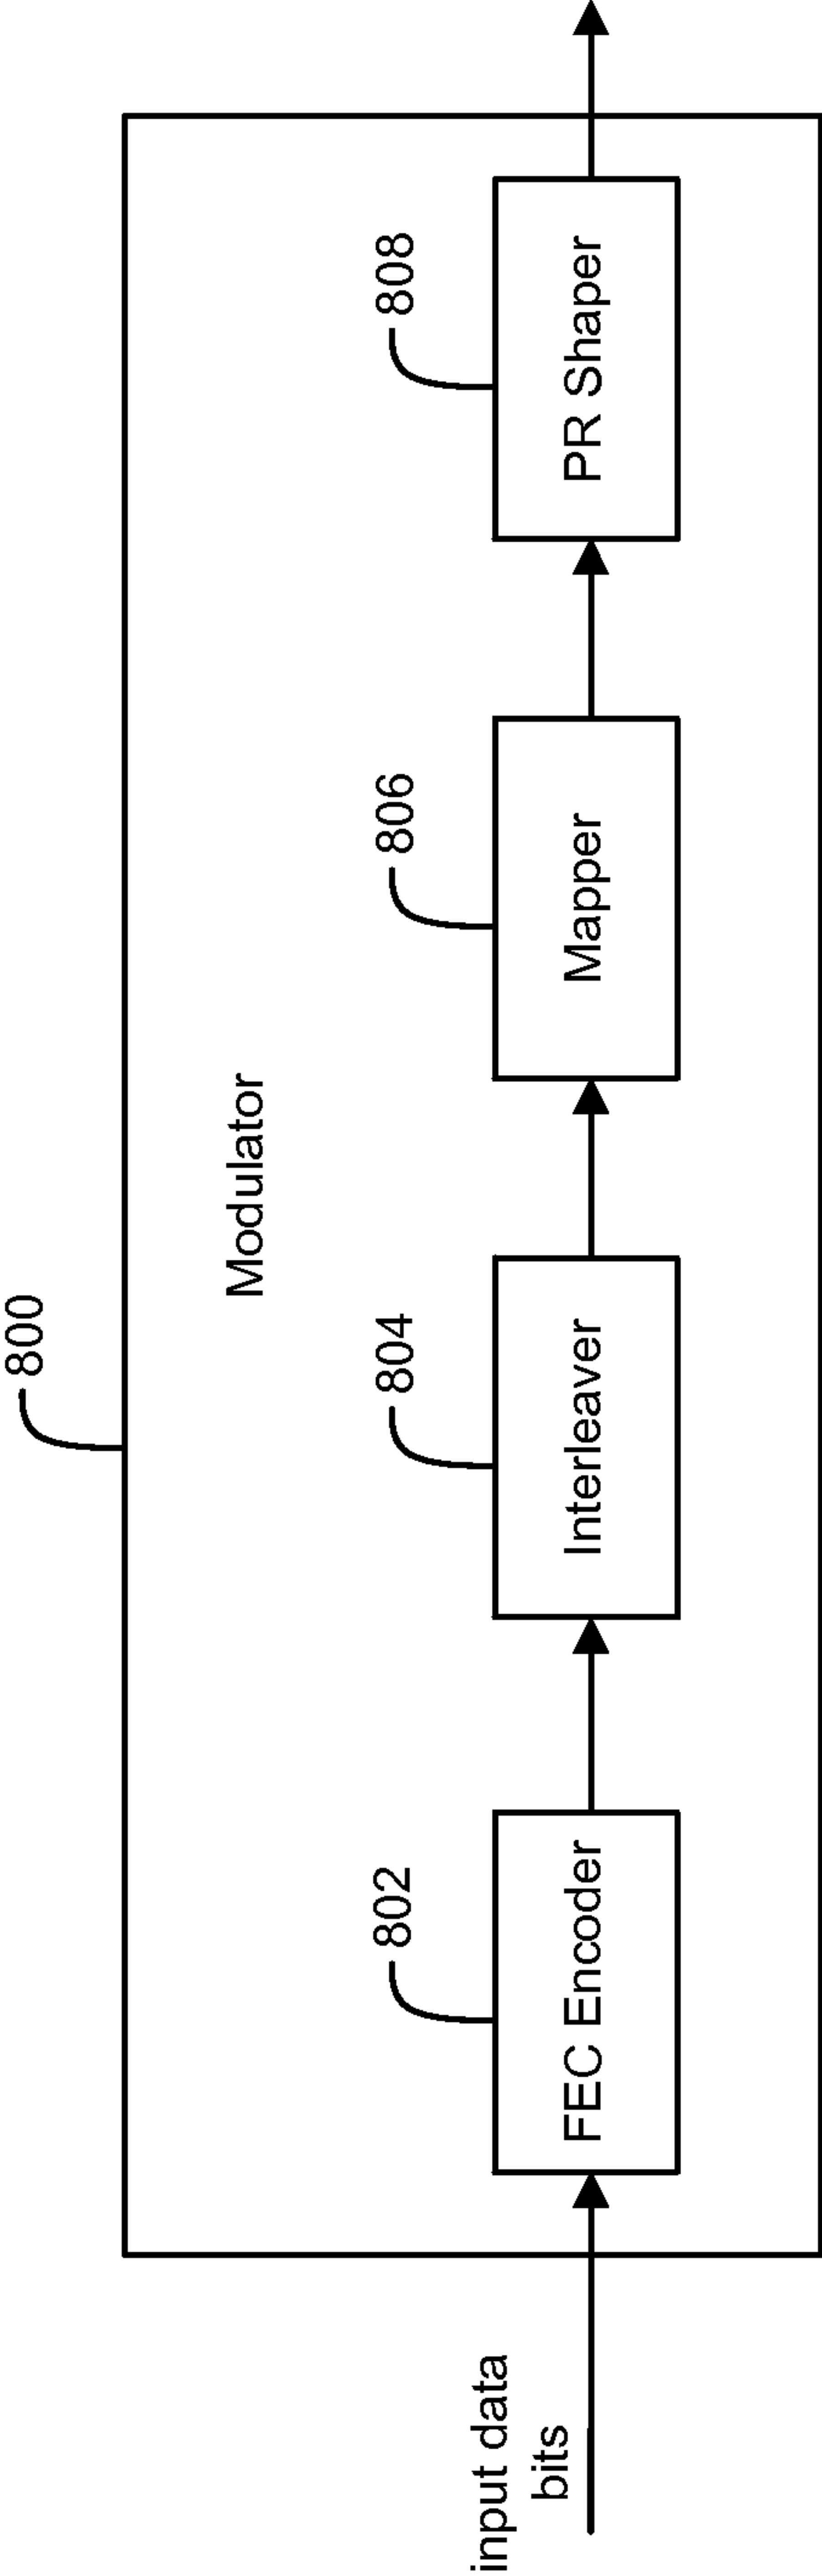 800
Modulator
802
804
806
808
input data
bits
FEC Encoder
Interleaver
Mapper
PR Shaper